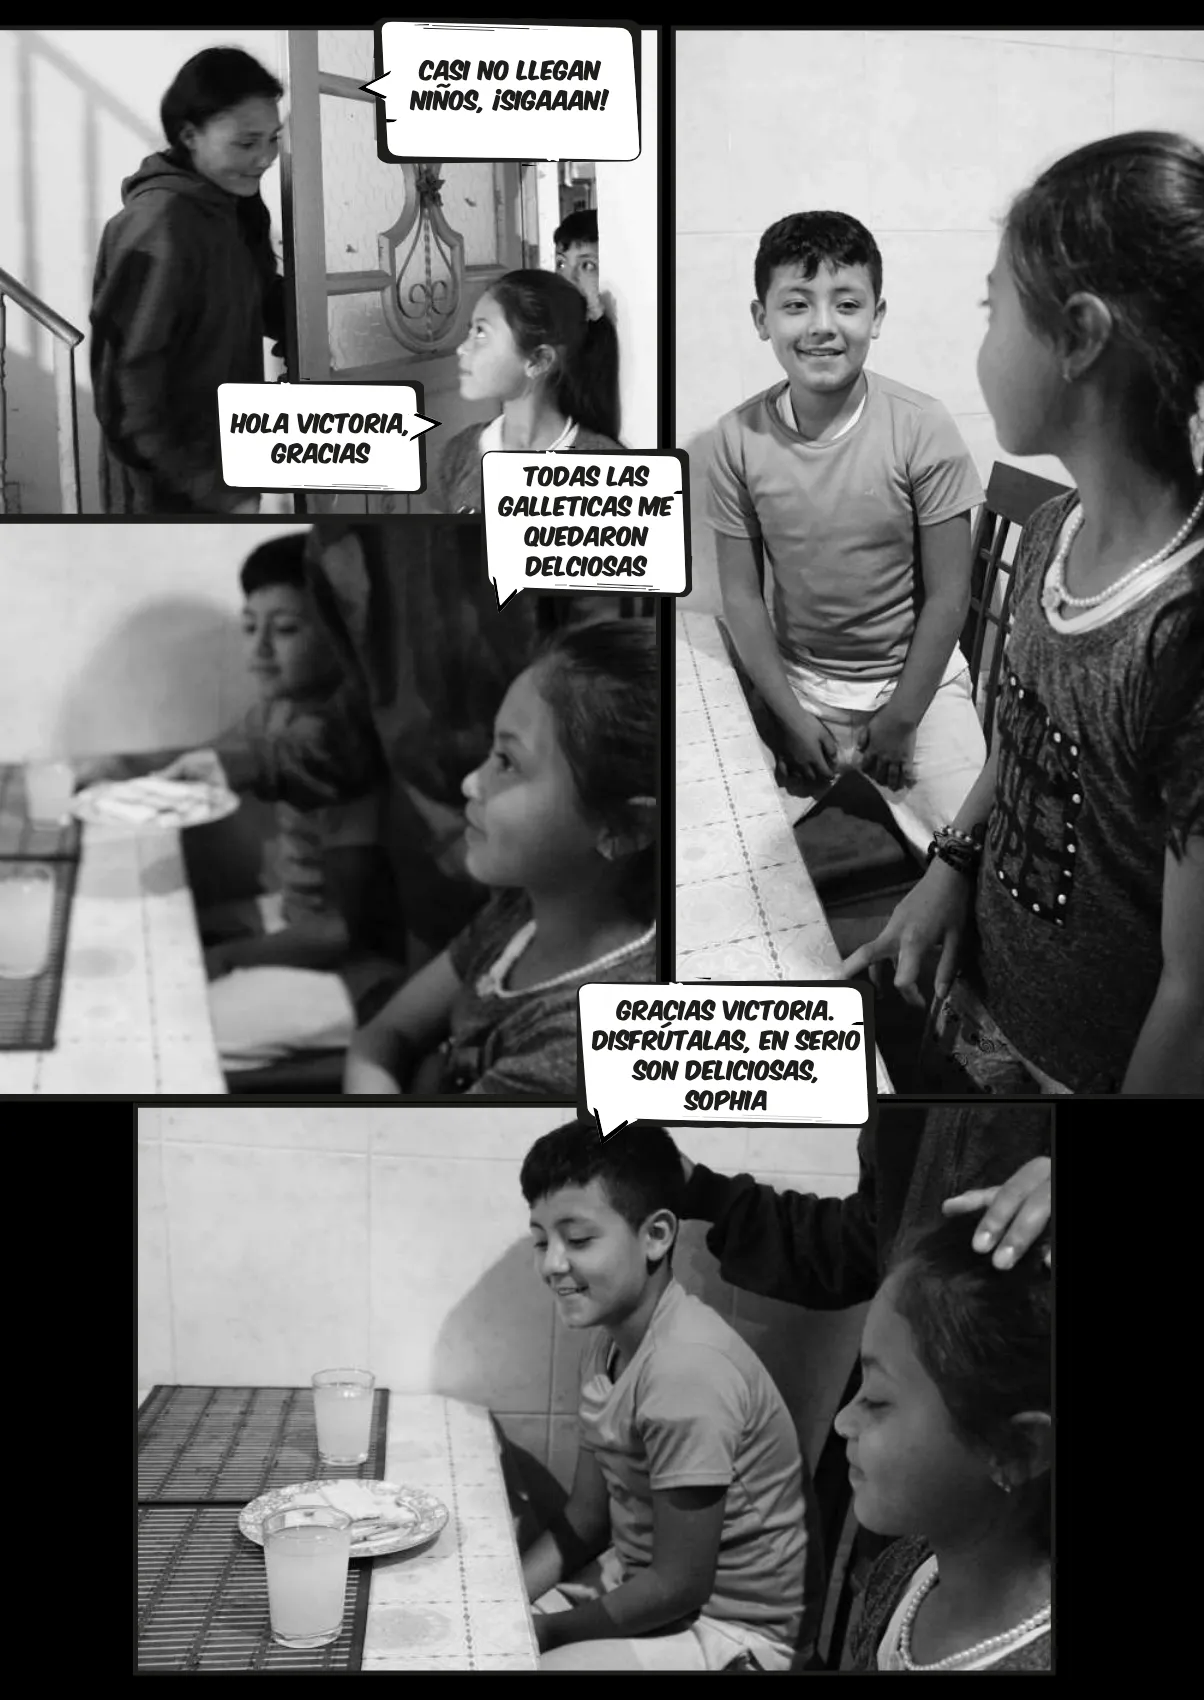 CASI NO LLEGAN
NIÑOS, ¡SIGAAAN!
HOLA VICTORIA,
GRACIAS
TODAS LAS
GALLETICAS ME
QUEDARON
DELCIOSAS
GRACIAS VICTORIA.
DISFRÚTALAS, EN SERIO
SON DELICIOSAS,
SOPHIA